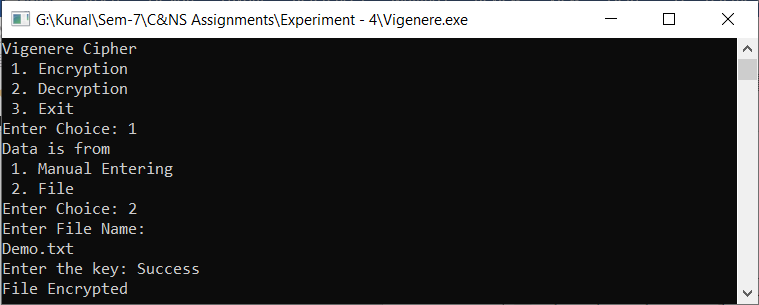 G:\Kunal\Sem-7\C&NS Assignments\Experiment - 4\Vigenere.exe
Vigenere Cipher
 1. Encryption
 2. Decryption
 3. Exit
Enter Choice: 1
Data is from
 1. Manual Entering
 2. File
Enter Choice: 2
Enter File Name:
Demo.txt
Enter the key: Success
File Encrypted